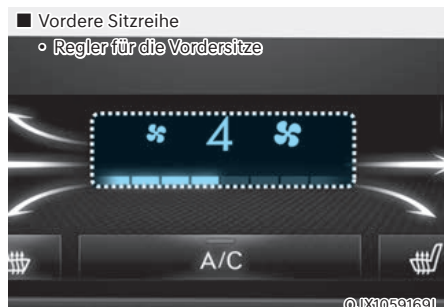 ■ Vordere Sitzreihe
• Regler für die Vordersitze
4
A/C
OJX1059169L